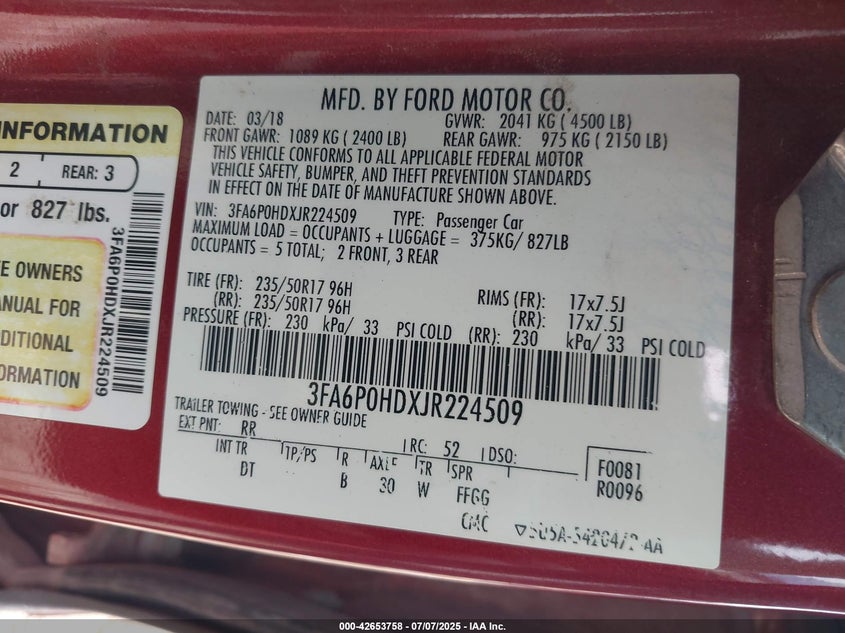 INFORMATION
2 REAR: 3
or 827 lbs.
E OWNERS
ANUAL FOR
DITIONAL
ORMATION
3FA6P0HDXJR224509
MFD. BY FORD MOTOR CO.
DATE: 03/18 GVWR: 2041 KG ( 4500 LB)
FRONT GAWR: 1089 KG ( 2400 LB) REAR GAWR: 975 KG ( 2150 LB)
THIS VEHICLE CONFORMS TO ALL APPLICABLE FEDERAL MOTOR
VEHICLE SAFETY, BUMPER, AND THEFT PREVENTION STANDARDS
IN EFFECT ON THE DATE OF MANUFACTURE SHOWN ABOVE.
VIN: 3FA6P0HDXJR224509 TYPE: Passenger Car
MAXIMUM LOAD = OCCUPANTS + LUGGAGE = 375KG/ 827LB
OCCUPANTS = 5 TOTAL; 2 FRONT, 3 REAR
TIRE (FR): 235/50R17 96H RIMS (FR): 17x7.5J
(RR): 235/50R17 96H (RR): 17x7.5J
PRESSURE (FR): 230 kPa/ 33 PSI COLD (RR): 230 kPa/ 33 PSI COLD
3FA6P0HDXJR224509
TRAILER TOWING - SEE OWNER GUIDE
EXT PNT: RR RC: 52 DSO:
INT TR TP/PS R AXLE TR SPR
DT B 30 W FFGG
CMC
F0081
R0096
000-42653758 - 07/07/2025 - IAA Inc.